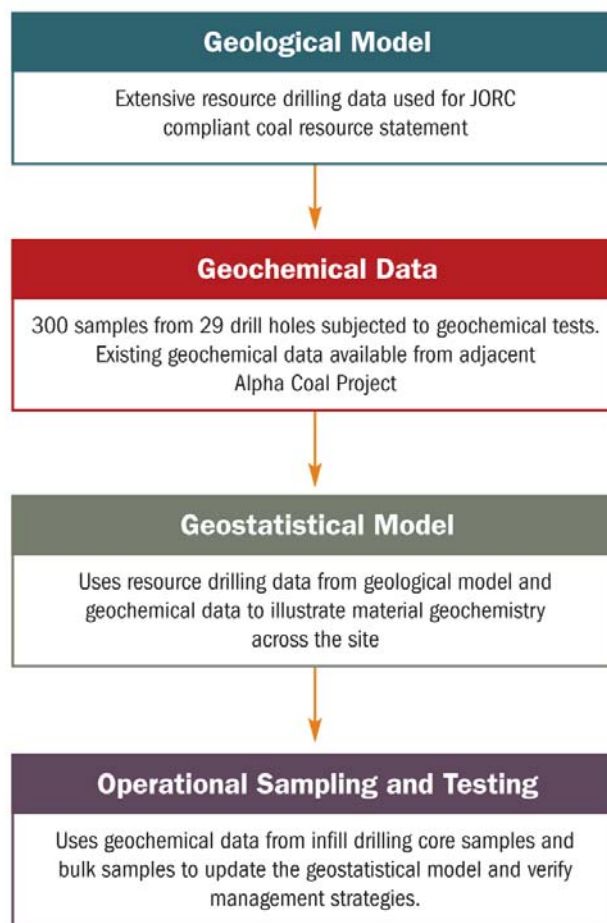 Geological Model
Extensive resource drilling data used for JORC
compliant coal resource statement
Geochemical Data
300 samples from 29 drill holes subjected to geochemical tests.
Existing geochemical data available from adjacent
Alpha Coal Project
Geostatistical Model
Uses resource drilling data from geological model and
geochemical data to illustrate material geochemistry
across the site
Operational Sampling and Testing
Uses geochemical data from infill drilling core samples and
bulk samples to update the geostatistical model and verify
management strategies.